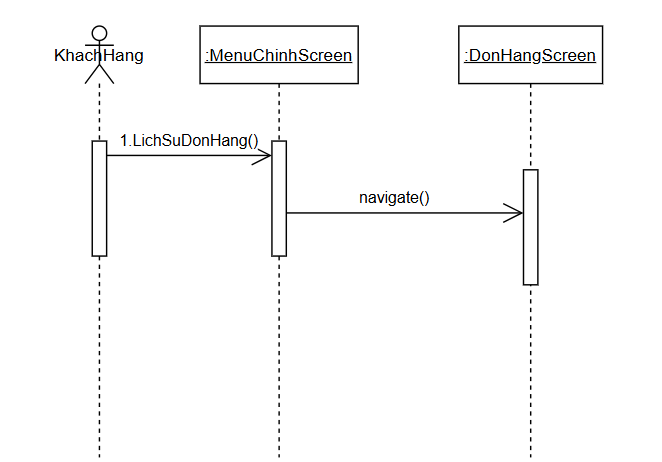 KhachHang
:MenuChinhScreen
:DonHangScreen
1.LichSuDonHang()
navigate()